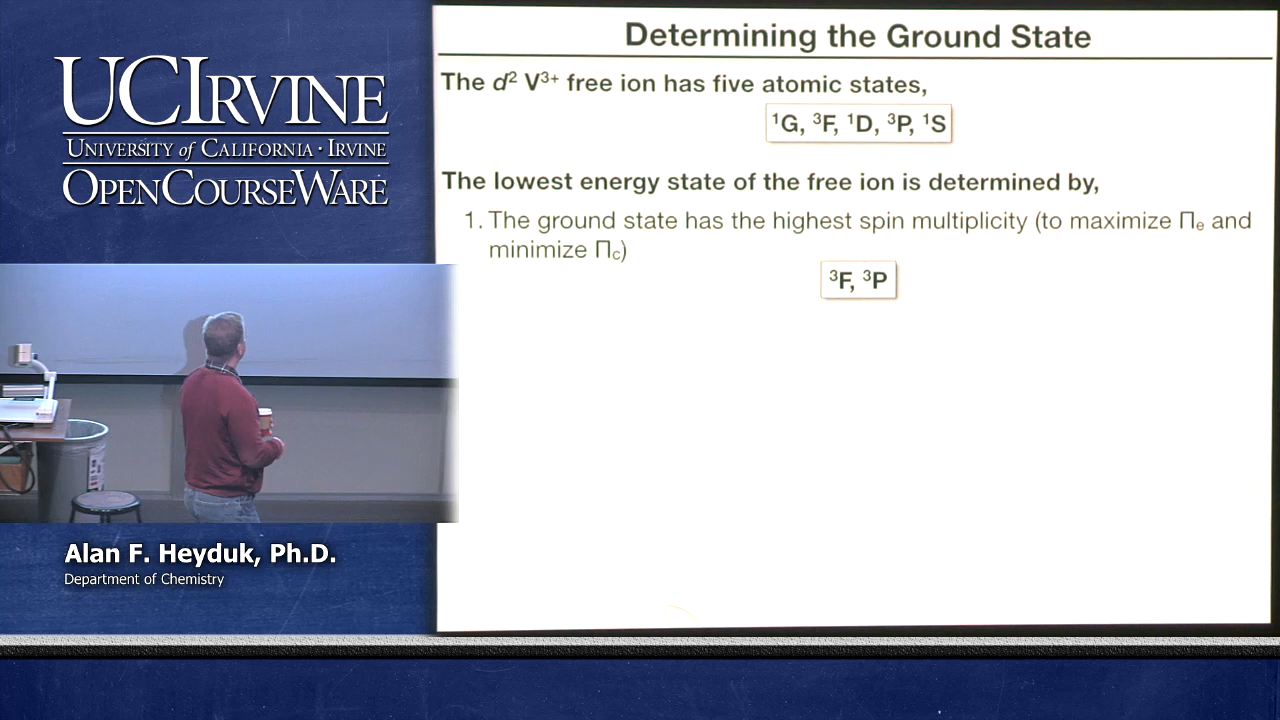 UCIRVINE
UNIVERSITY of CALIFORNIA · IRVINE
OPENCOURSEWARE
Alan F. Heyduk, Ph.D.
Department of Chemistry
Determining the Ground State
The d² V³⁺ free ion has five atomic states,
¹G, ³F, ¹D, ³P, ¹S
The lowest energy state of the free ion is determined by,
1. The ground state has the highest spin multiplicity (to maximize Πe and
minimize Πc)
³F, ³P